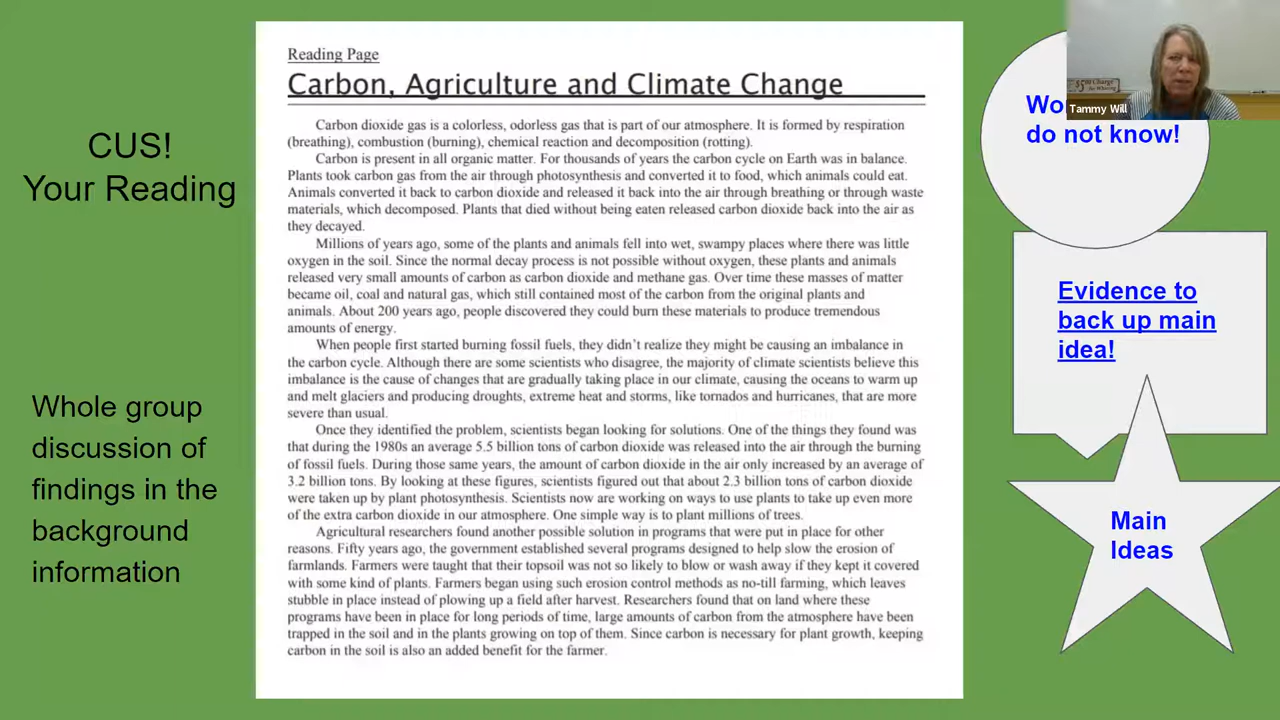 CUS!
Your Reading
Whole group
discussion of
findings in the
background
information
Reading Page
Carbon, Agriculture and Climate Change
Carbon dioxide gas is a colorless, odorless gas that is part of our atmosphere. It is formed by respiration
(breathing), combustion (burning), chemical reaction and decomposition (rotting).
Carbon is present in all organic matter. For thousands of years the carbon cycle on Earth was in balance.
Plants took carbon gas from the air through photosynthesis and converted it to food, which animals could eat.
Animals converted it back to carbon dioxide and released it back into the air through breathing or through waste
materials, which decomposed. Plants that died without being eaten released carbon dioxide back into the air as
they decayed.
Millions of years ago, some of the plants and animals fell into wet, swampy places where there was little
oxygen in the soil. Since the normal decay process is not possible without oxygen, these plants and animals
released very small amounts of carbon as carbon dioxide and methane gas. Over time these masses of matter
became oil, coal and natural gas, which still contained most of the carbon from the original plants and
animals. About 200 years ago, people discovered they could burn these materials to produce tremendous
amounts of energy.
When people first started burning fossil fuels, they didn't realize they might be causing an imbalance in
the carbon cycle. Although there are some scientists who disagree, the majority of climate scientists believe this
imbalance is the cause of changes that are gradually taking place in our climate, causing the oceans to warm up
and melt glaciers and producing droughts, extreme heat and storms, like tornados and hurricanes, that are more
severe than usual.
Once they identified the problem, scientists began looking for solutions. One of the things they found was
that during the 1980s an average 5.5 billion tons of carbon dioxide was released into the air through the burning
of fossil fuels. During those same years, the amount of carbon dioxide in the air only increased by an average of
3.2 billion tons. By looking at these figures, scientists figured out that about 2.3 billion tons of carbon dioxide
were taken up by plant photosynthesis. Scientists now are working on ways to use plants to take up even more
of the extra carbon dioxide in our atmosphere. One simple way is to plant millions of trees.
Agricultural researchers found another possible solution in programs that were put in place for other
reasons. Fifty years ago, the government established several programs designed to help slow the erosion of
farmlands. Farmers were taught that their topsoil was not so likely to blow or wash away if they kept it covered
with some kind of plants. Farmers began using such erosion control methods as no-till farming, which leaves
stubble in place instead of plowing up a field after harvest. Researchers found that on land where these
programs have been in place for long periods of time, large amounts of carbon from the atmosphere have been
trapped in the soil and in the plants growing on top of them. Since carbon is necessary for plant growth, keeping
carbon in the soil is also an added benefit for the farmer.
$5.00 Charge
for Whining
Tammy Will
Wo
do not know!
Evidence to
back up main
idea!
Main
Ideas